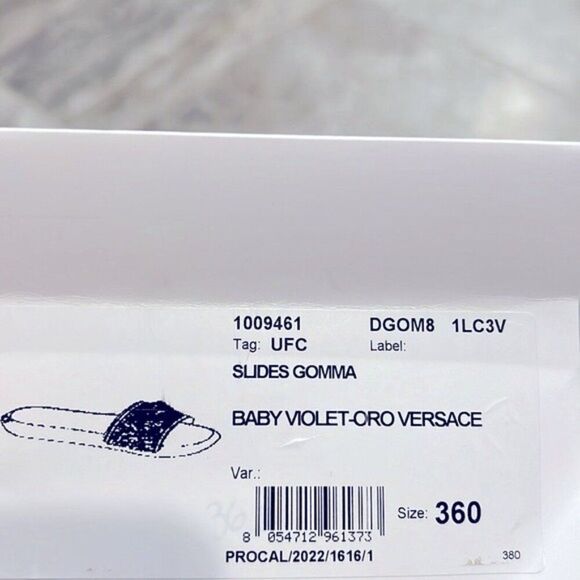 1009461 DGOM8 1LC3V
Tag: UFC Label:
SLIDES GOMMA
BABY VIOLET-ORO VERSACE
Var.:
36
Size: 360
8 054712 961373
PROCAL/2022/1616/1 380